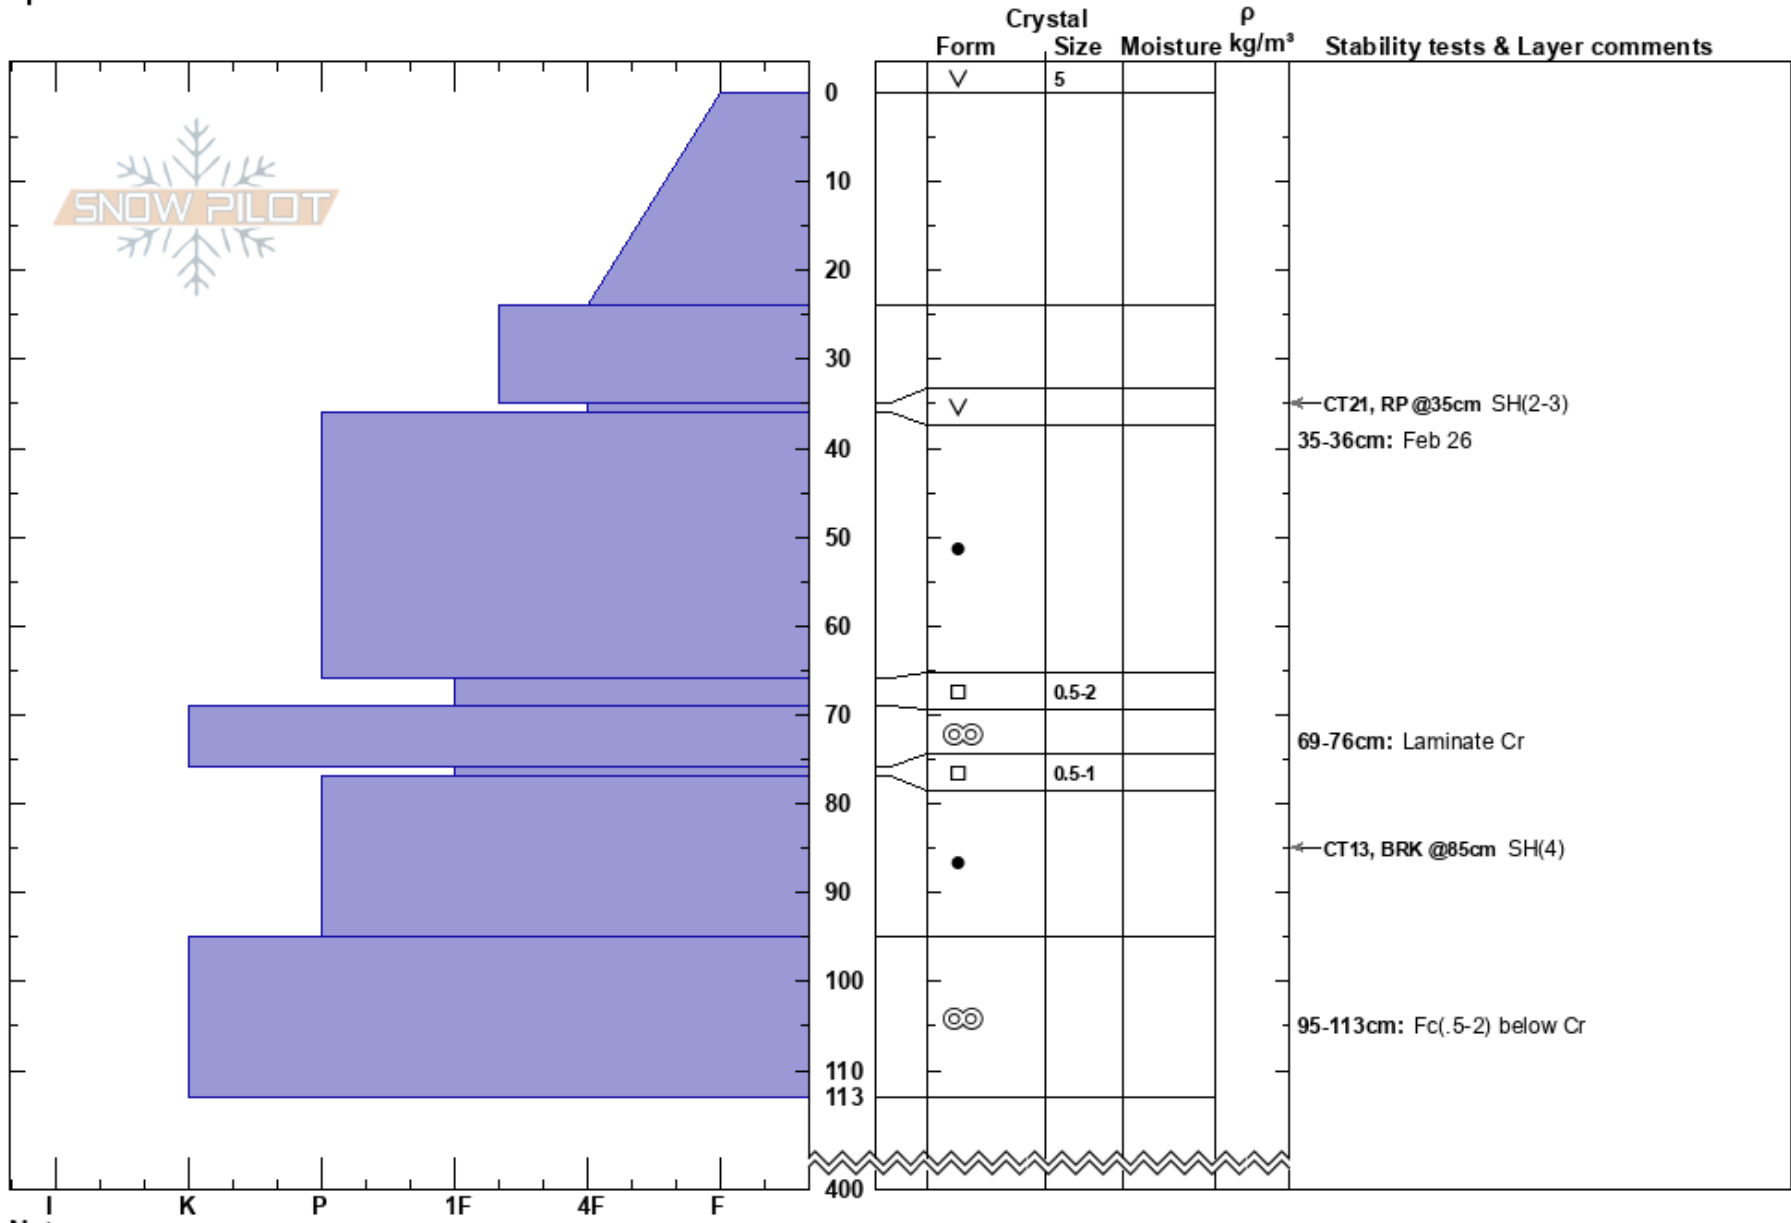 Crystal
ρ
Form Size Moisture kg/m³ Stability tests & Layer comments
5
0
SNOW PILOT
10
20
30
CT21, RP @35cm SH(2-3)
35-36cm: Feb 26
40
50
60
0.5-2
70
69-76cm: Laminate Cr
0.5-1
80
CT13, BRK @85cm SH(4)
90
100
95-113cm: Fc(.5-2) below Cr
110
113
400
I K P 1F 4F F